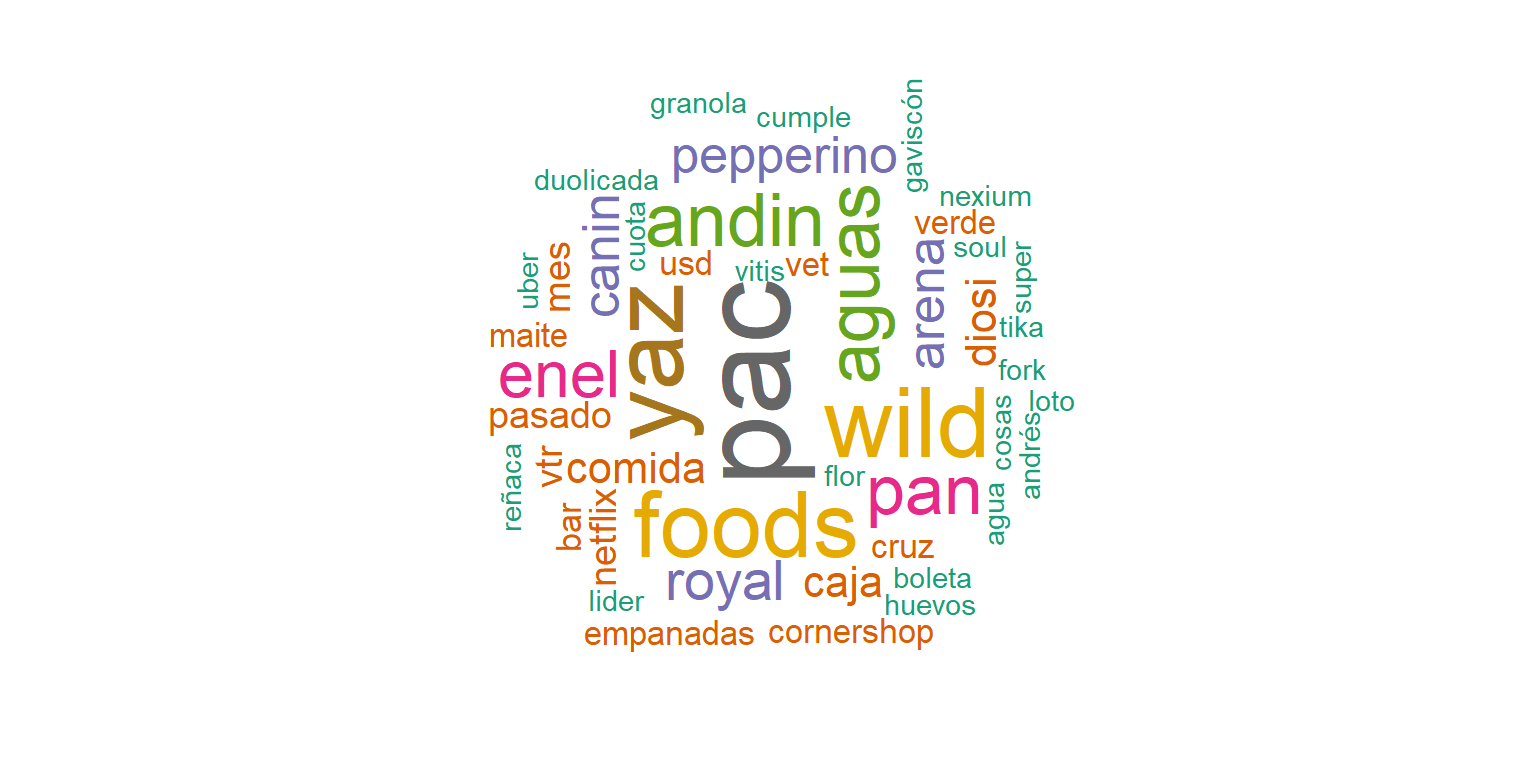 granola
cumple
gaviscón
pepperino
duolicada
nexium
canin
cuota
andin
aguas
verde
arena
soul
uber
mes
usd
vitis
vet
super
diosi
tika
maite
yaz
pac
enel
fork
wild
pasado
cosas
loto
andrés
vtr
comida
flor
pan
reñaca
agua
bar
netflix
foods
cruz
royal
caja
boleta
lider
huevos
empanadas
cornershop